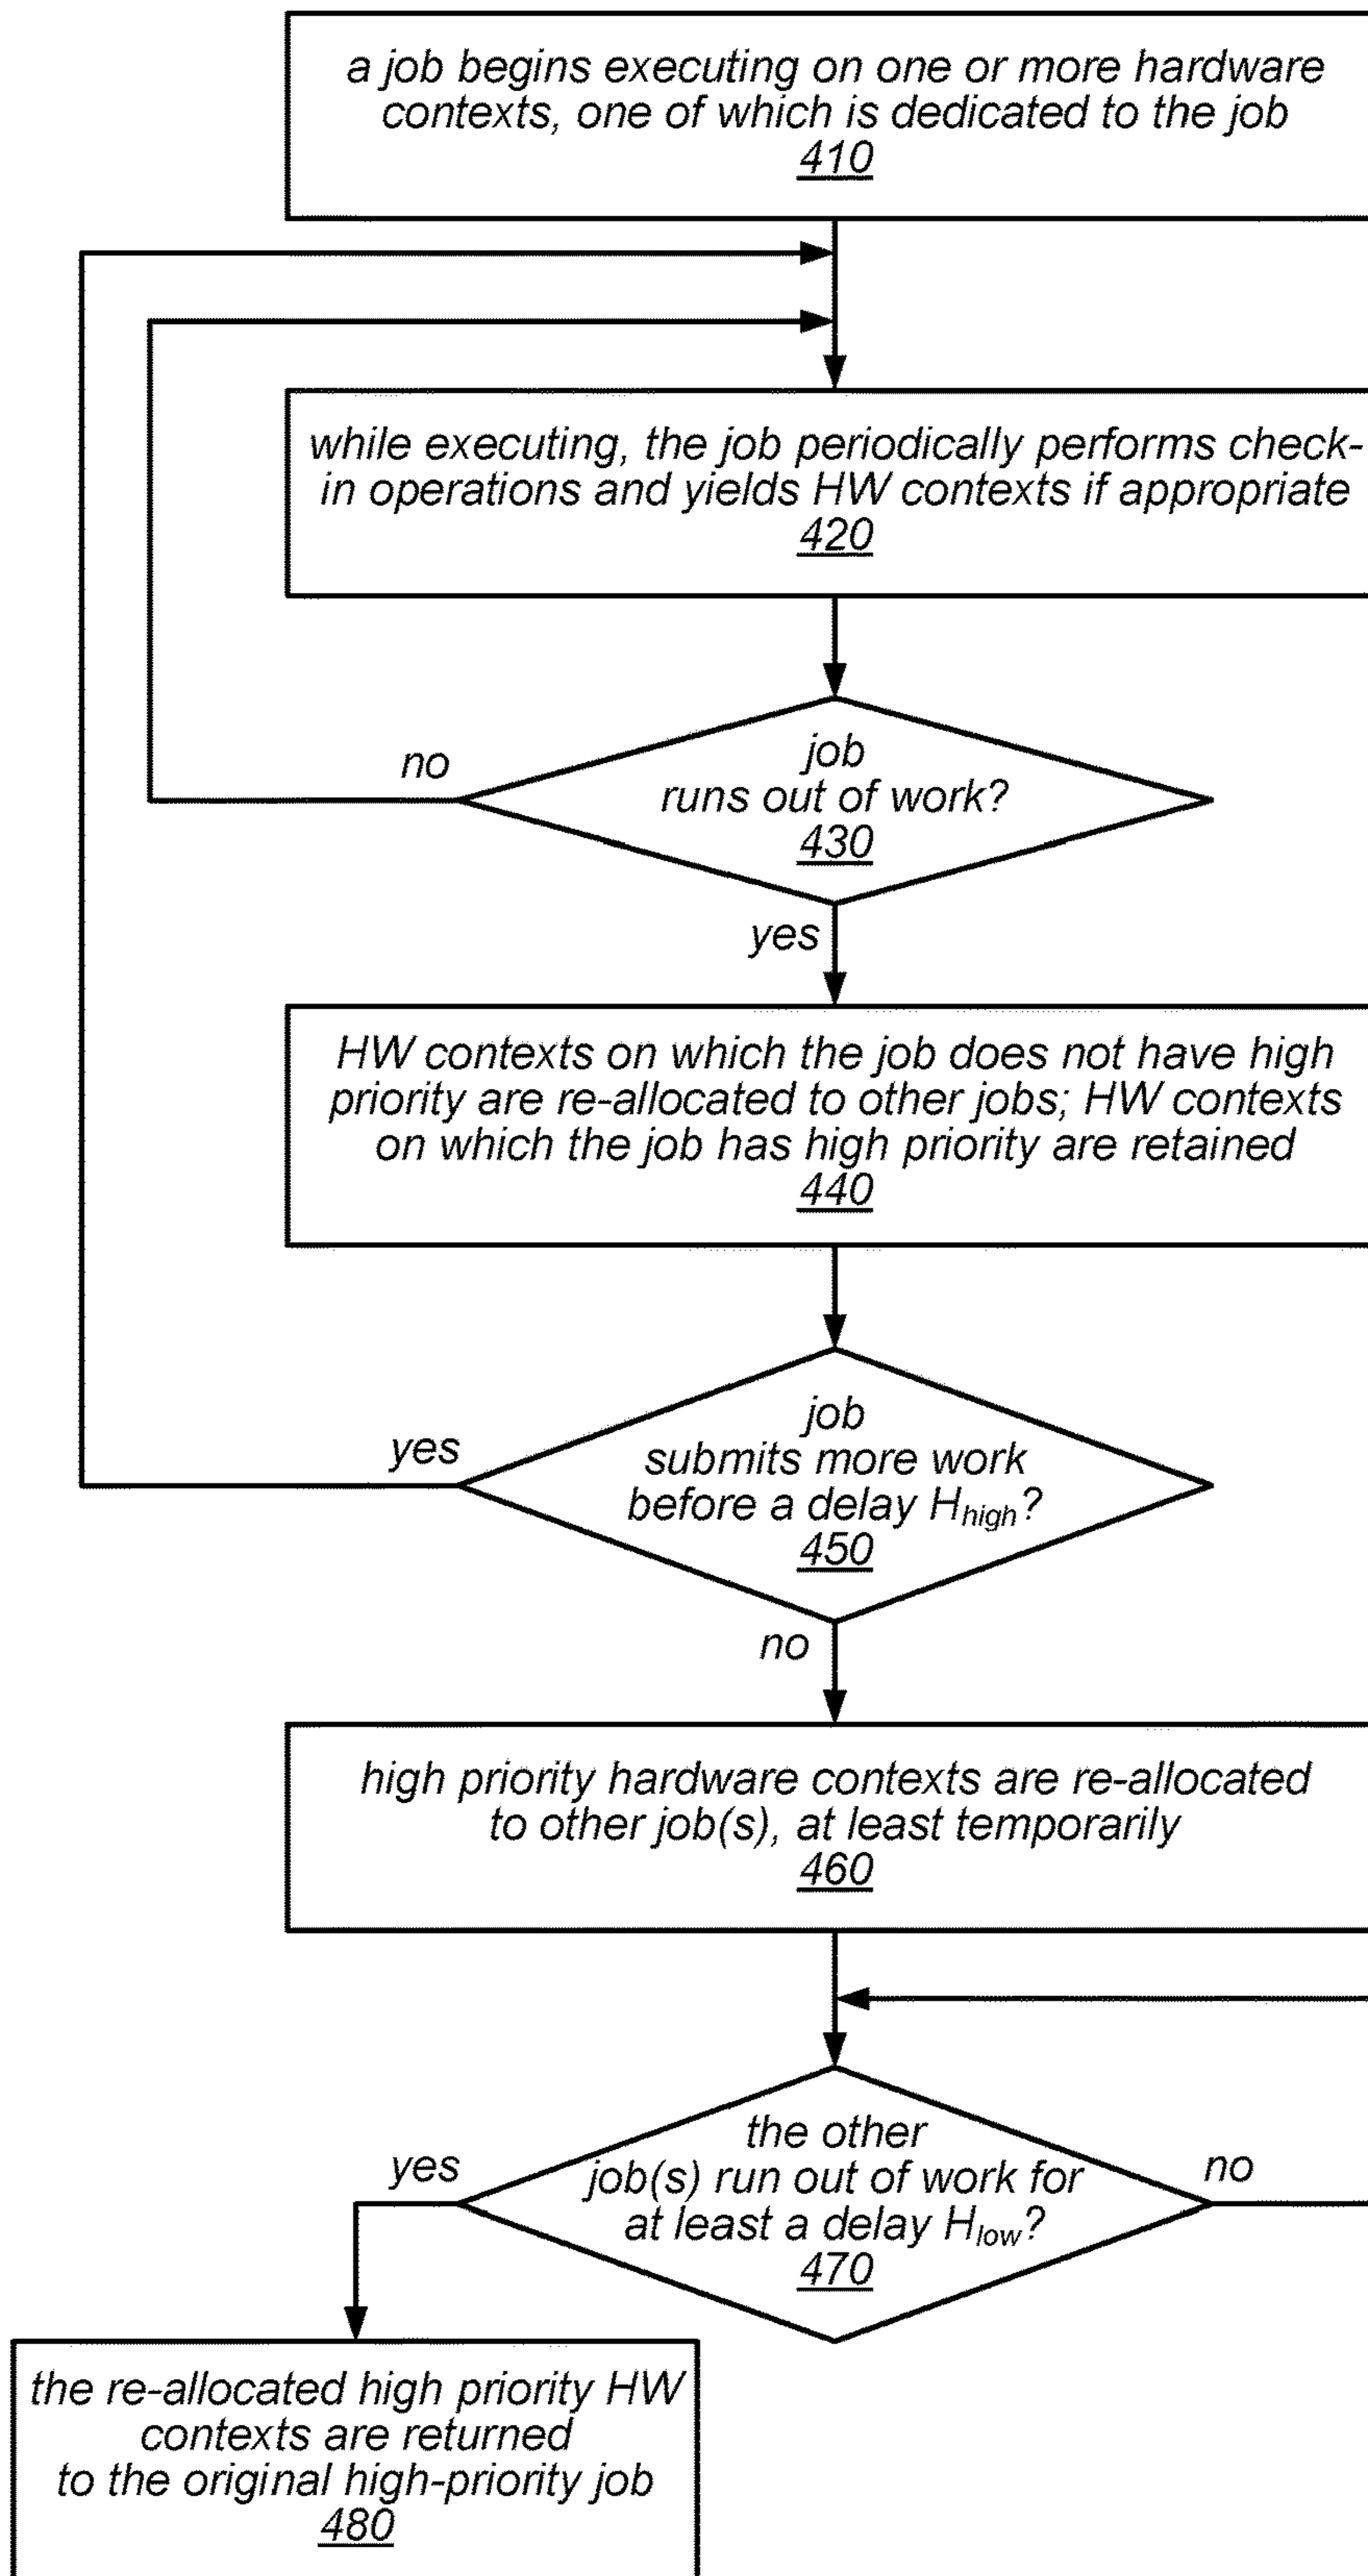 a job begins executing on one or more hardware
contexts, one of which is dedicated to the job
410
while executing, the job periodically performs check-
in operations and yields HW contexts if appropriate
420
no
job
runs out of work?
430
yes
HW contexts on which the job does not have high
priority are re-allocated to other jobs; HW contexts
on which the job has high priority are retained
440
yes
job
submits more work
before a delay Hhigh?
450
no
high priority hardware contexts are re-allocated
to other job(s), at least temporarily
460
yes
the other
job(s) run out of work for
at least a delay Hlow?
470
no
the re-allocated high priority HW
contexts are returned
to the original high-priority job
480